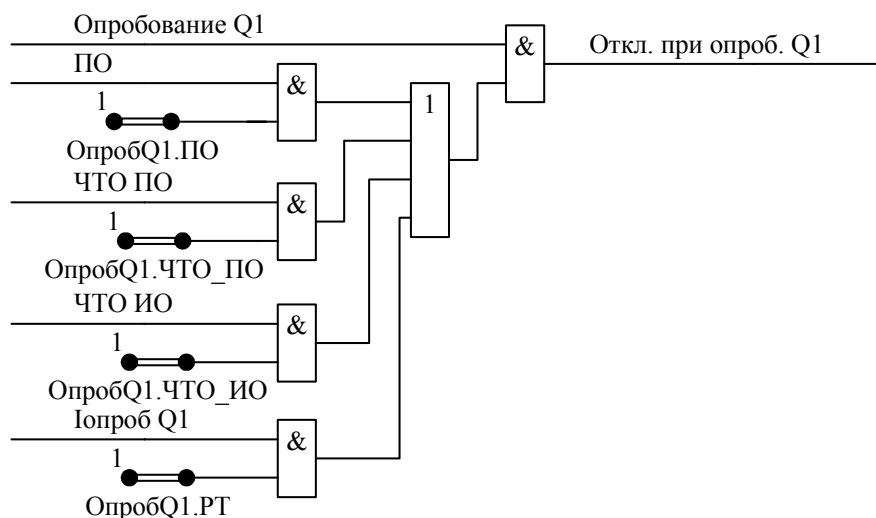 Опробование Q1
&
Откл. при опроб. Q1
ПО
&
1
1
ОпробQ1.ПО
ЧТО ПО
&
1
ОпробQ1.ЧТО_ПО
ЧТО ИО
&
1
ОпробQ1.ЧТО_ИО
Iопроб Q1
&
1
ОпробQ1.РТ